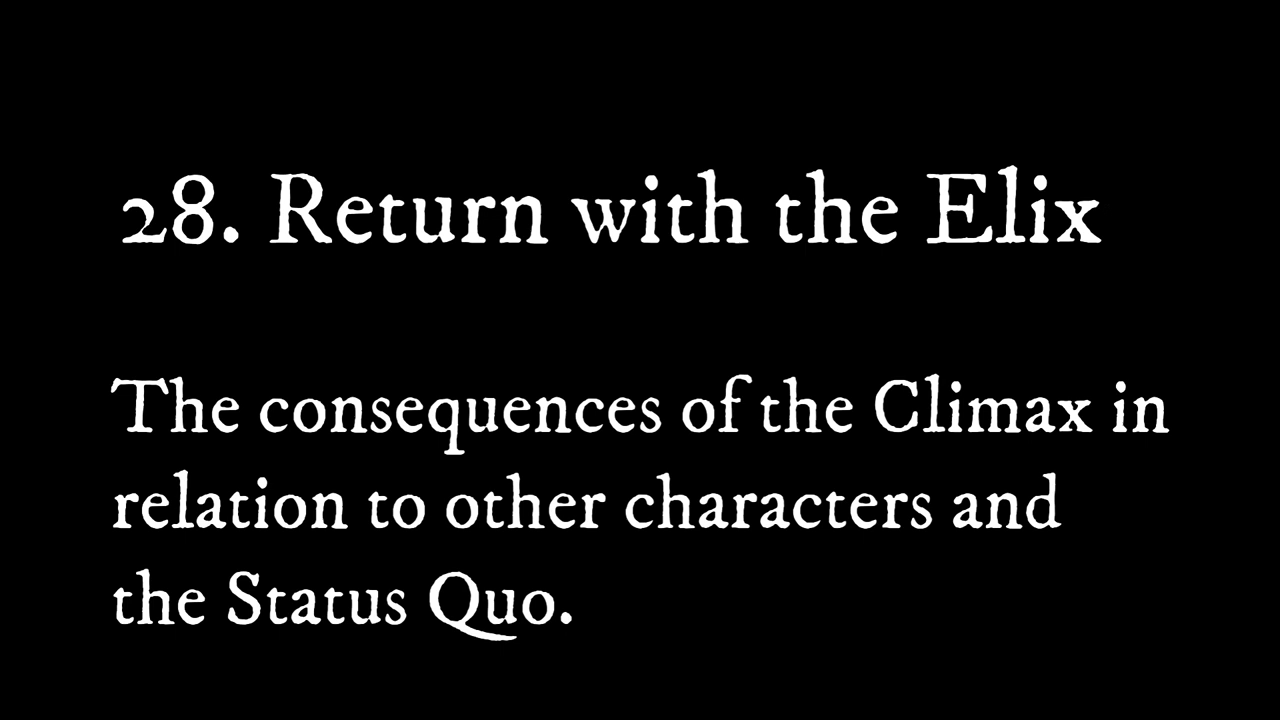 28. Return with the Elix
The consequences of the Climax in
relation to other characters and
the Status Quo.